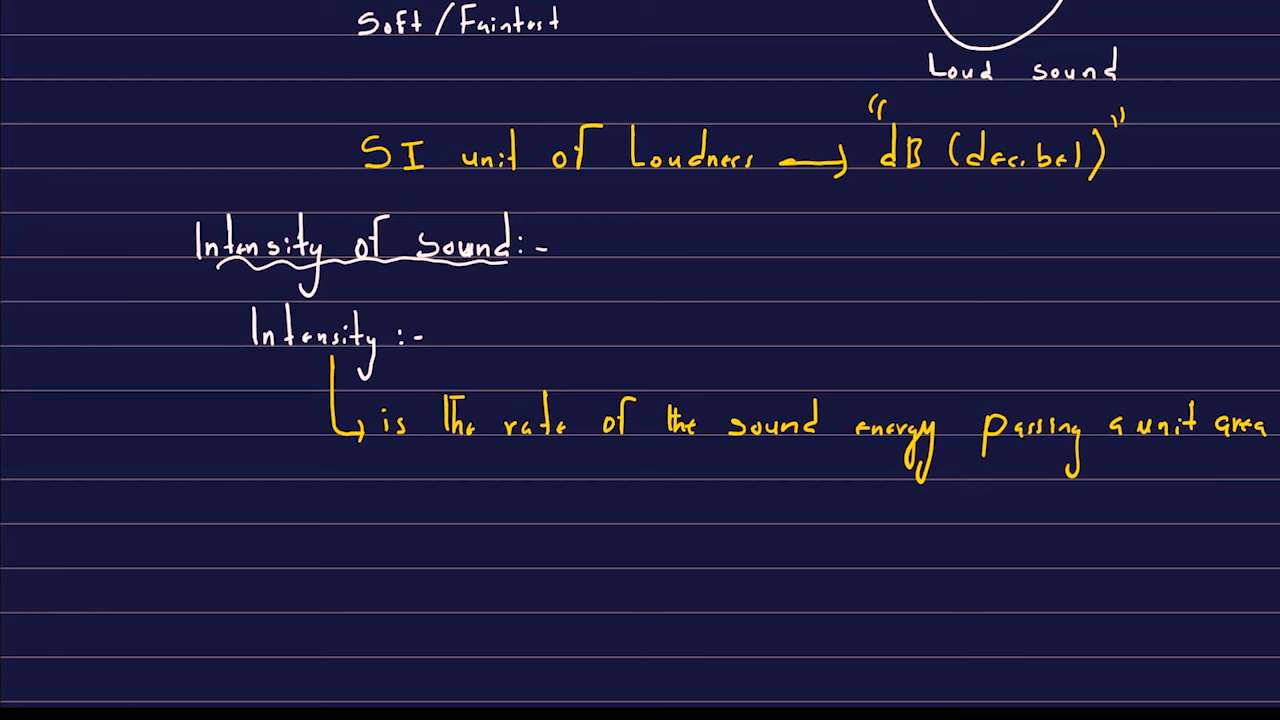 Soft/Faintest
Loud sound
SI unit of Loudness → "dB (decibel)"
Intensity of sound:-
Intensity :-
is the rate of the sound energy passing a unit area